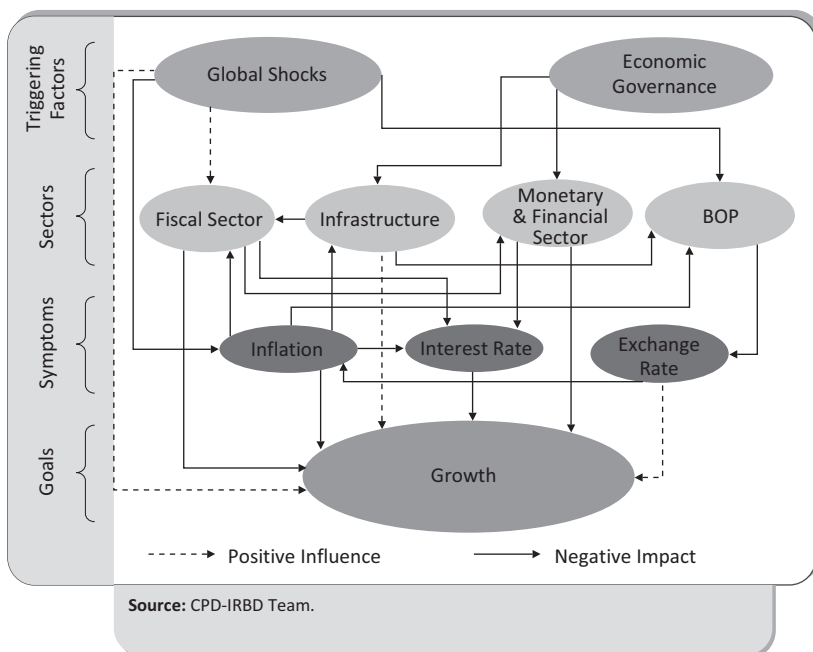 Triggering
Factors
Global Shocks
Economic
Governance
Sectors
Fiscal Sector
Infrastructure
Monetary
& Financial
Sector
BOP
Symptoms
Inflation
Interest Rate
Exchange
Rate
Goals
Growth
Positive Influence
Negative Impact
Source: CPD-IRBD Team.